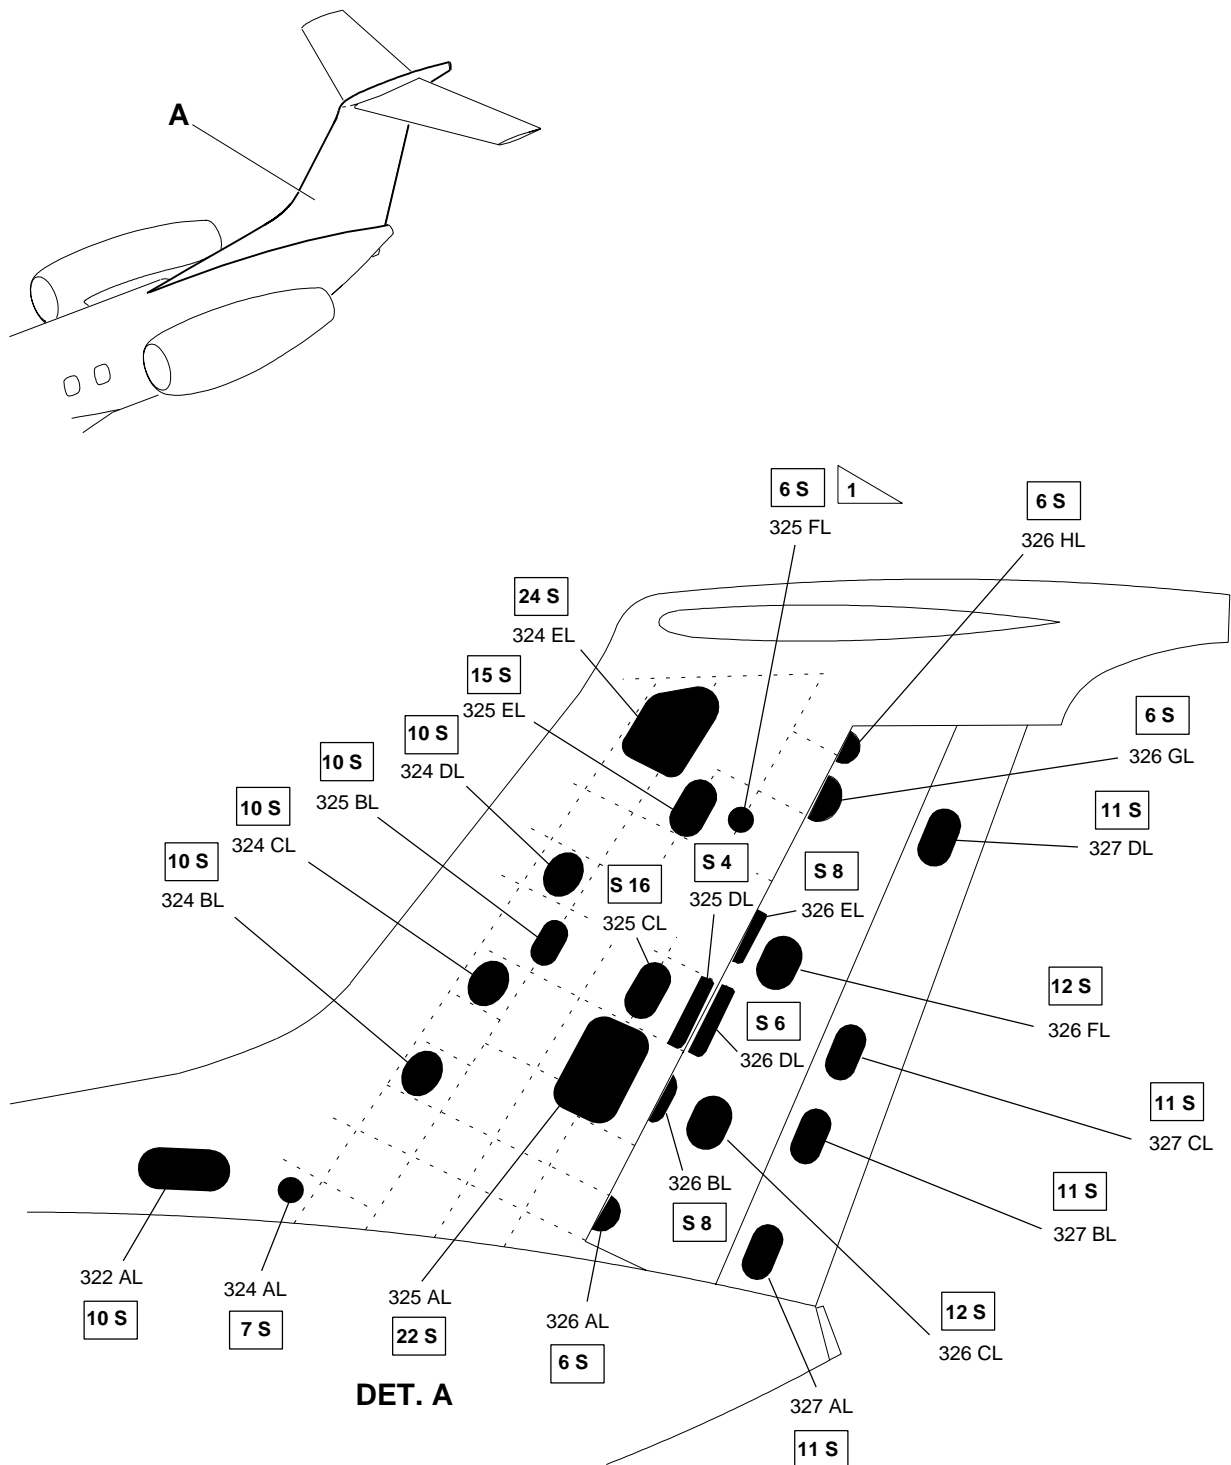 A
6 S
1
325 FL
6 S
326 HL
24 S
324 EL
15 S
325 EL
10 S
324 DL
10 S
325 BL
10 S
324 CL
10 S
324 BL
6 S
326 GL
11 S
327 DL
S 4
325 DL
S 8
326 EL
S 16
325 CL
12 S
326 FL
S 6
326 DL
11 S
327 CL
326 BL
S 8
11 S
327 BL
322 AL
10 S
324 AL
7 S
325 AL
22 S
326 AL
6 S
12 S
326 CL
DET. A
327 AL
11 S